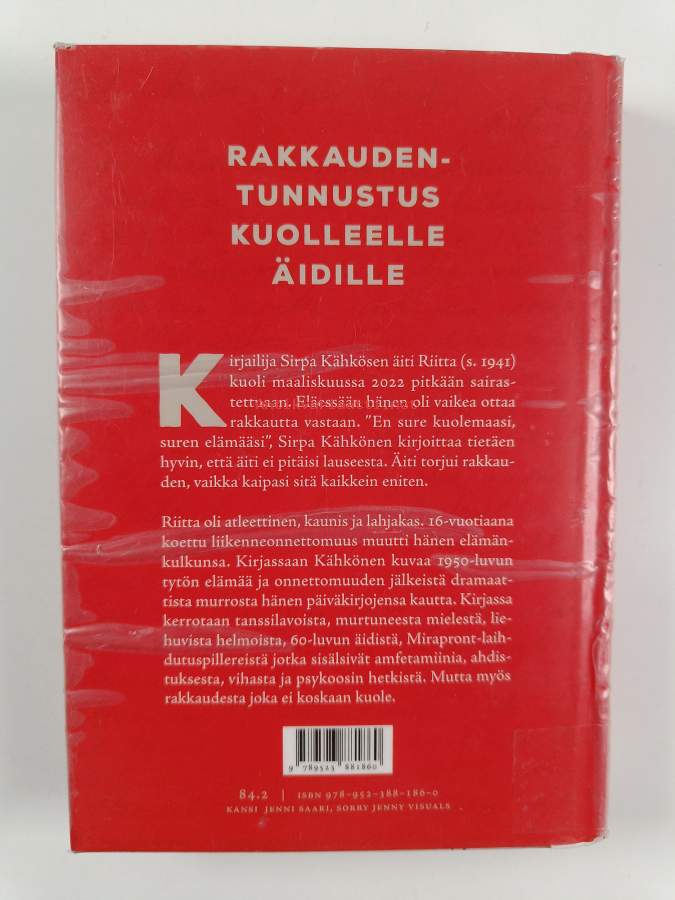 RAKKAUDEN-
TUNNUSTUS
KUOLLEELLE
ÄIDILLE
Kirjailija Sirpa Kähkösen äiti Riitta (s. 1941)
kuoli maaliskuussa 2022 pitkään sairas-
tettuaan. Eläessään hänen oli vaikea ottaa
rakkautta vastaan. ”En sure kuolemaasi,
suren elämääsi”, Sirpa Kähkönen kirjoittaa tietäen
hyvin, että äiti ei pitäisi lauseesta. Äiti torjui rakkau-
den, vaikka kaipasi sitä kaikkein eniten.
Riitta oli atleettinen, kaunis ja lahjakas. 16-vuotiaana
koettu liikenneonnettomuus muutti hänen elämän-
kulkunsa. Kirjassaan Kähkönen kuvaa 1950-luvun
tytön elämää ja onnettomuuden jälkeistä dramaat-
tista murrosta hänen päiväkirjojensa kautta. Kirjassa
kerrotaan tanssilavoista, murtuneesta mielestä, lie-
huvista helmoista, 60-luvun äidistä, Mirapront-laih-
dutuspillereistä jotka sisälsivät amfetamiinia, ahdis-
tuksesta, vihasta ja psykoosin hetkistä. Mutta myös
rakkaudesta joka ei koskaan kuole.
9 789523 881860
84.2 | ISBN 978-952-388-186-0
KANSI JENNI SAARI, SORRY JENNY VISUALS